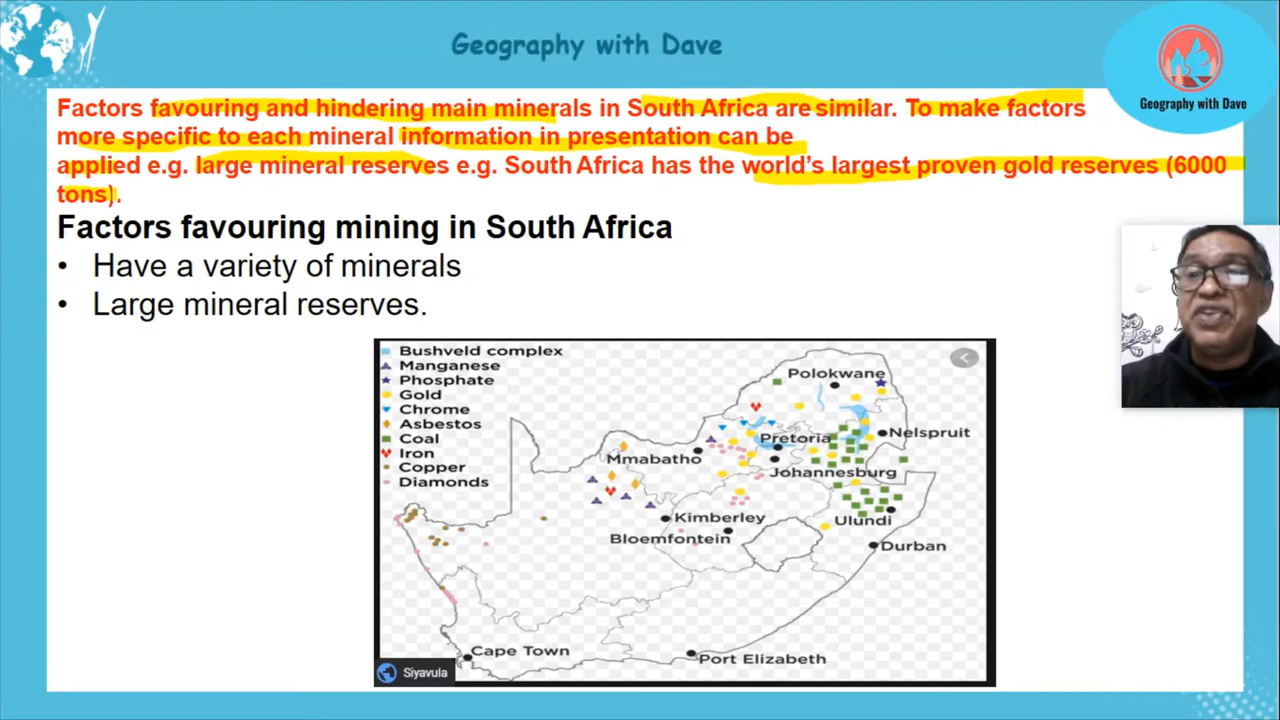 Geography with Dave
Geography with Dave
Factors favouring and hindering main minerals in South Africa are similar. To make factors
more specific to each mineral information in presentation can be
applied e.g. large mineral reserves e.g. South Africa has the world's largest proven gold reserves (6000
tons).
Factors favouring mining in South Africa
• Have a variety of minerals
• Large mineral reserves.
Bushveld complex
Manganese
Phosphate
Gold
Chrome
Asbestos
Coal
Iron
Copper
Diamonds
Polokwane
Nelspruit
Pretoria
Mmabatho
Johannesburg
Kimberley
Ulundi
Bloemfontein
Durban
Cape Town
Port Elizabeth
Siyavula